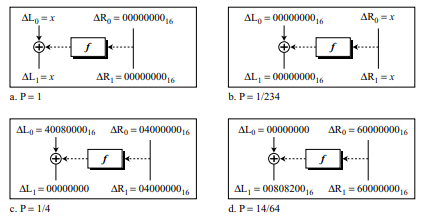 ΔL₀ = x ΔR₀ = 00000000₁₆
f
ΔL₁ = x ΔR₁ = 00000000₁₆
a. P = 1
ΔL₀ = 00000000₁₆ ΔR₀ = x
f
ΔL₁ = 00000000₁₆ ΔR₁ = x
b. P = 1/234
ΔL₀ = 40080000₁₆ ΔR₀ = 04000000₁₆
f
ΔL₁ = 00000000 ΔR₁ = 04000000₁₆
c. P = 1/4
ΔL₀ = 00000000 ΔR₀ = 60000000₁₆
f
ΔL₁ = 00808200₁₆ ΔR₁ = 60000000₁₆
d. P = 14/64